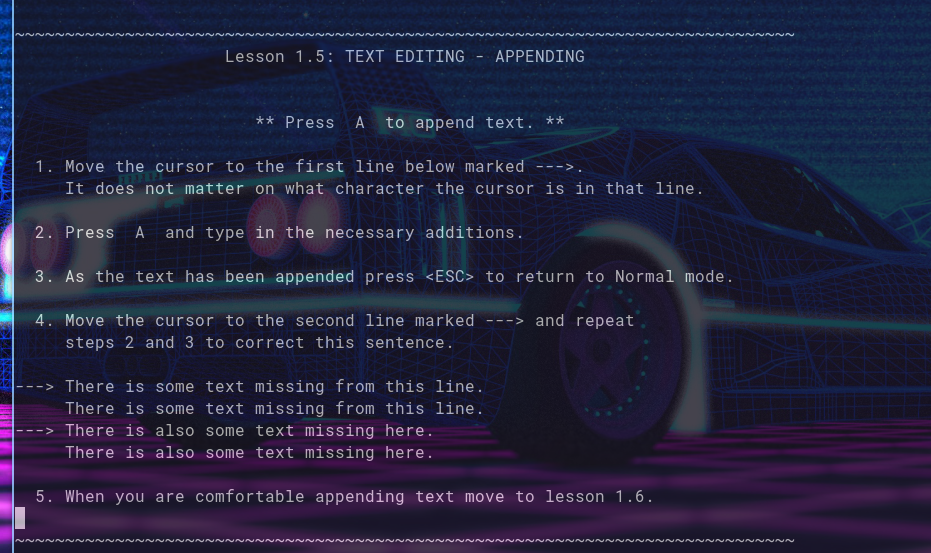 ~~~~~~~~~~~~~~~~~~~~~~~~~~~~~~~~~~~~~~~~~~~~~~~~~~~~~~~~~~~~~~~~~~~~~~~~~~~~~~
Lesson 1.5: TEXT EDITING - APPENDING
** Press  A  to append text. **
1. Move the cursor to the first line below marked --->.
It does not matter on what character the cursor is in that line.
2. Press  A  and type in the necessary additions.
3. As the text has been appended press <ESC> to return to Normal mode.
4. Move the cursor to the second line marked ---> and repeat
steps 2 and 3 to correct this sentence.
---> There is some text missing from this line.
There is some text missing from this line.
---> There is also some text missing here.
There is also some text missing here.
5. When you are comfortable appending text move to lesson 1.6.
~~~~~~~~~~~~~~~~~~~~~~~~~~~~~~~~~~~~~~~~~~~~~~~~~~~~~~~~~~~~~~~~~~~~~~~~~~~~~~